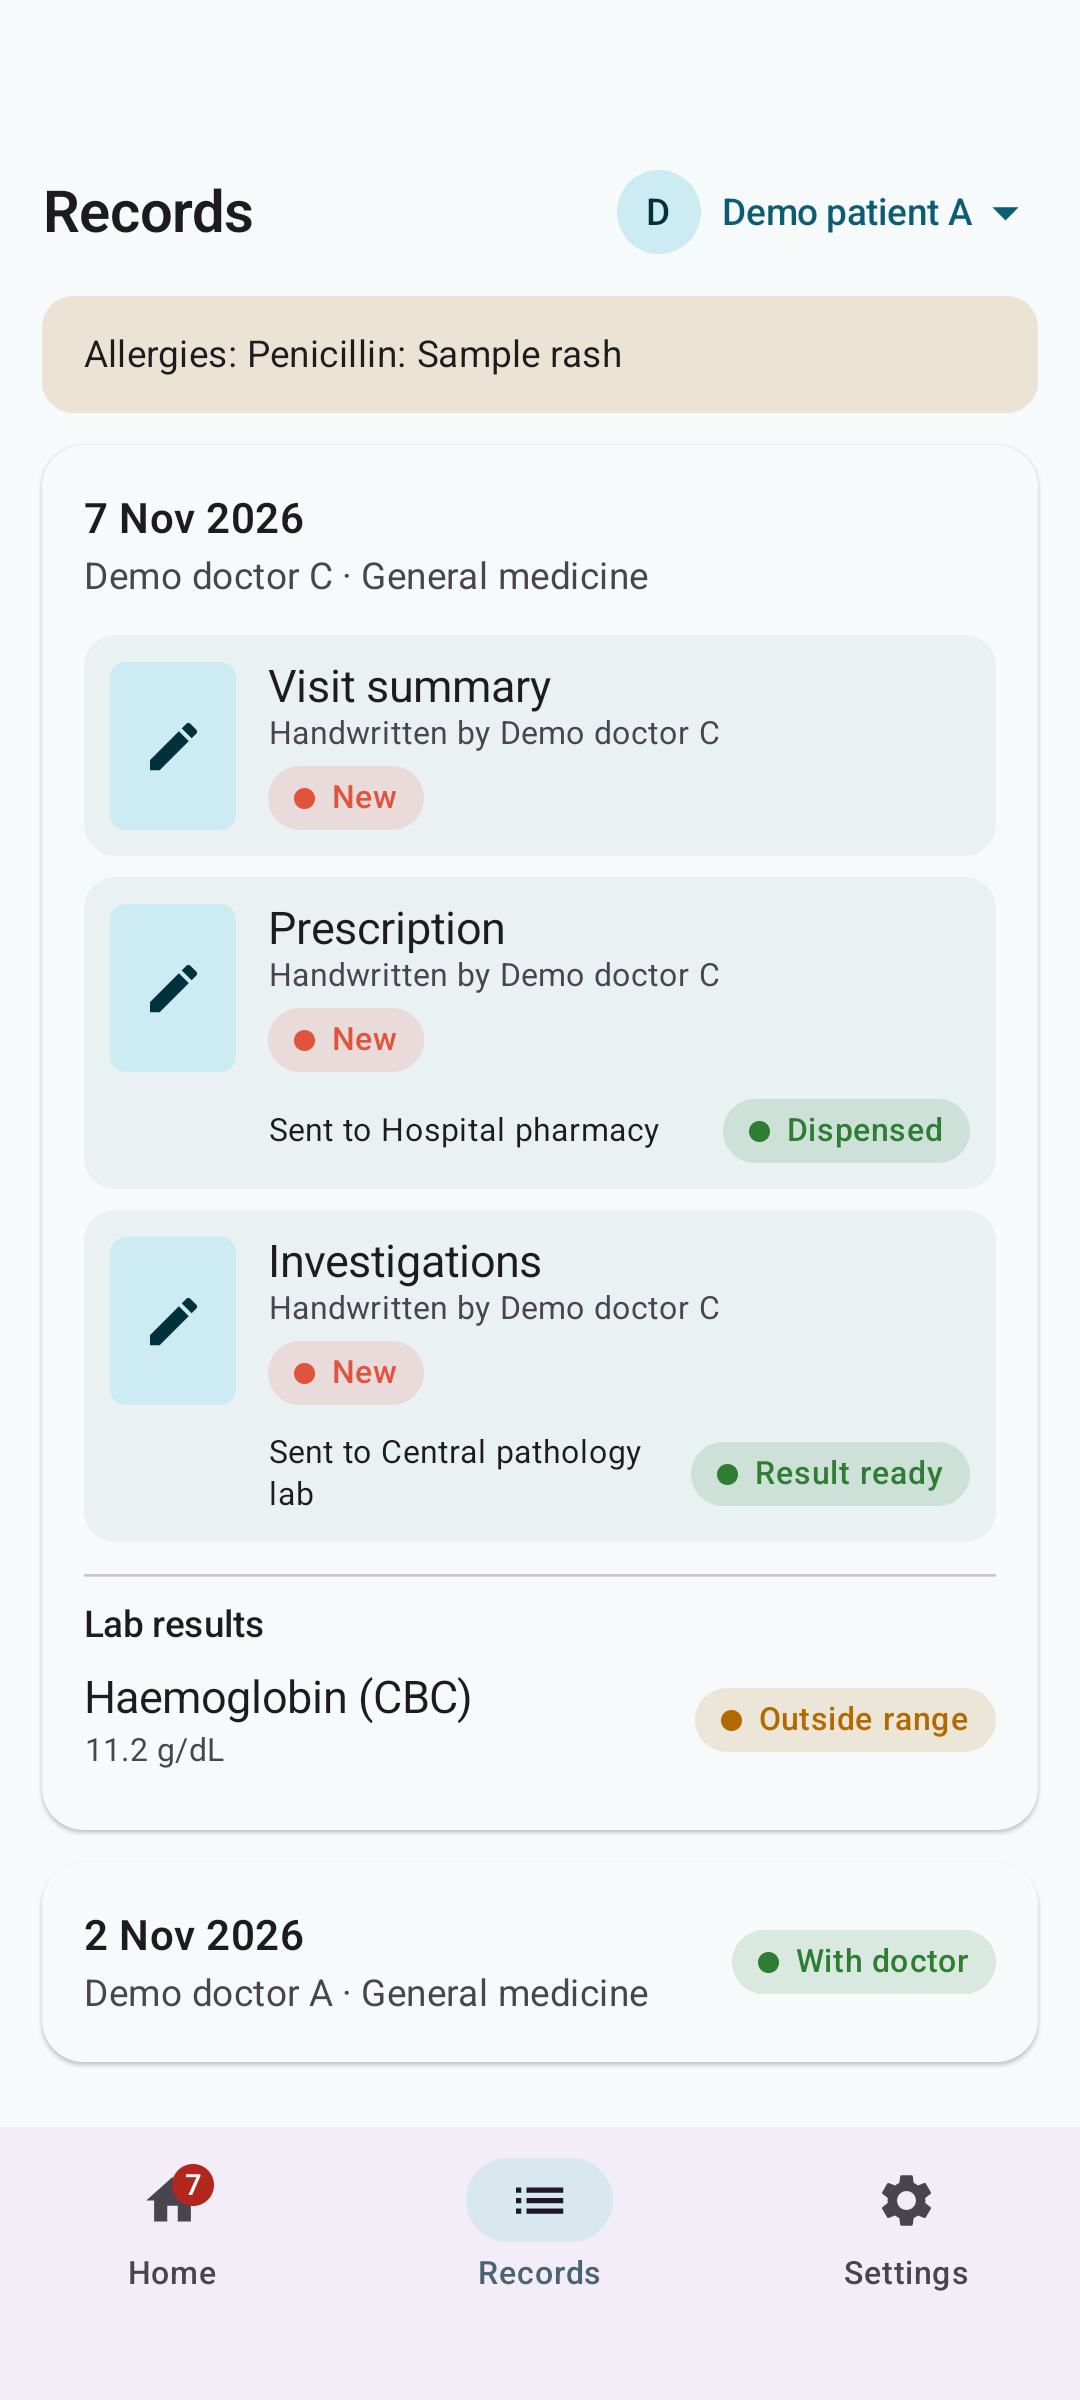 Records
D
Demo patient A
Allergies: Penicillin: Sample rash
7 Nov 2026
Demo doctor C · General medicine
Visit summary
Handwritten by Demo doctor C
New
Prescription
Handwritten by Demo doctor C
New
Sent to Hospital pharmacy
Dispensed
Investigations
Handwritten by Demo doctor C
New
Sent to Central pathology
lab
Result ready
Lab results
Haemoglobin (CBC)
11.2 g/dL
Outside range
2 Nov 2026
Demo doctor A · General medicine
With doctor
7
Home
Records
Settings